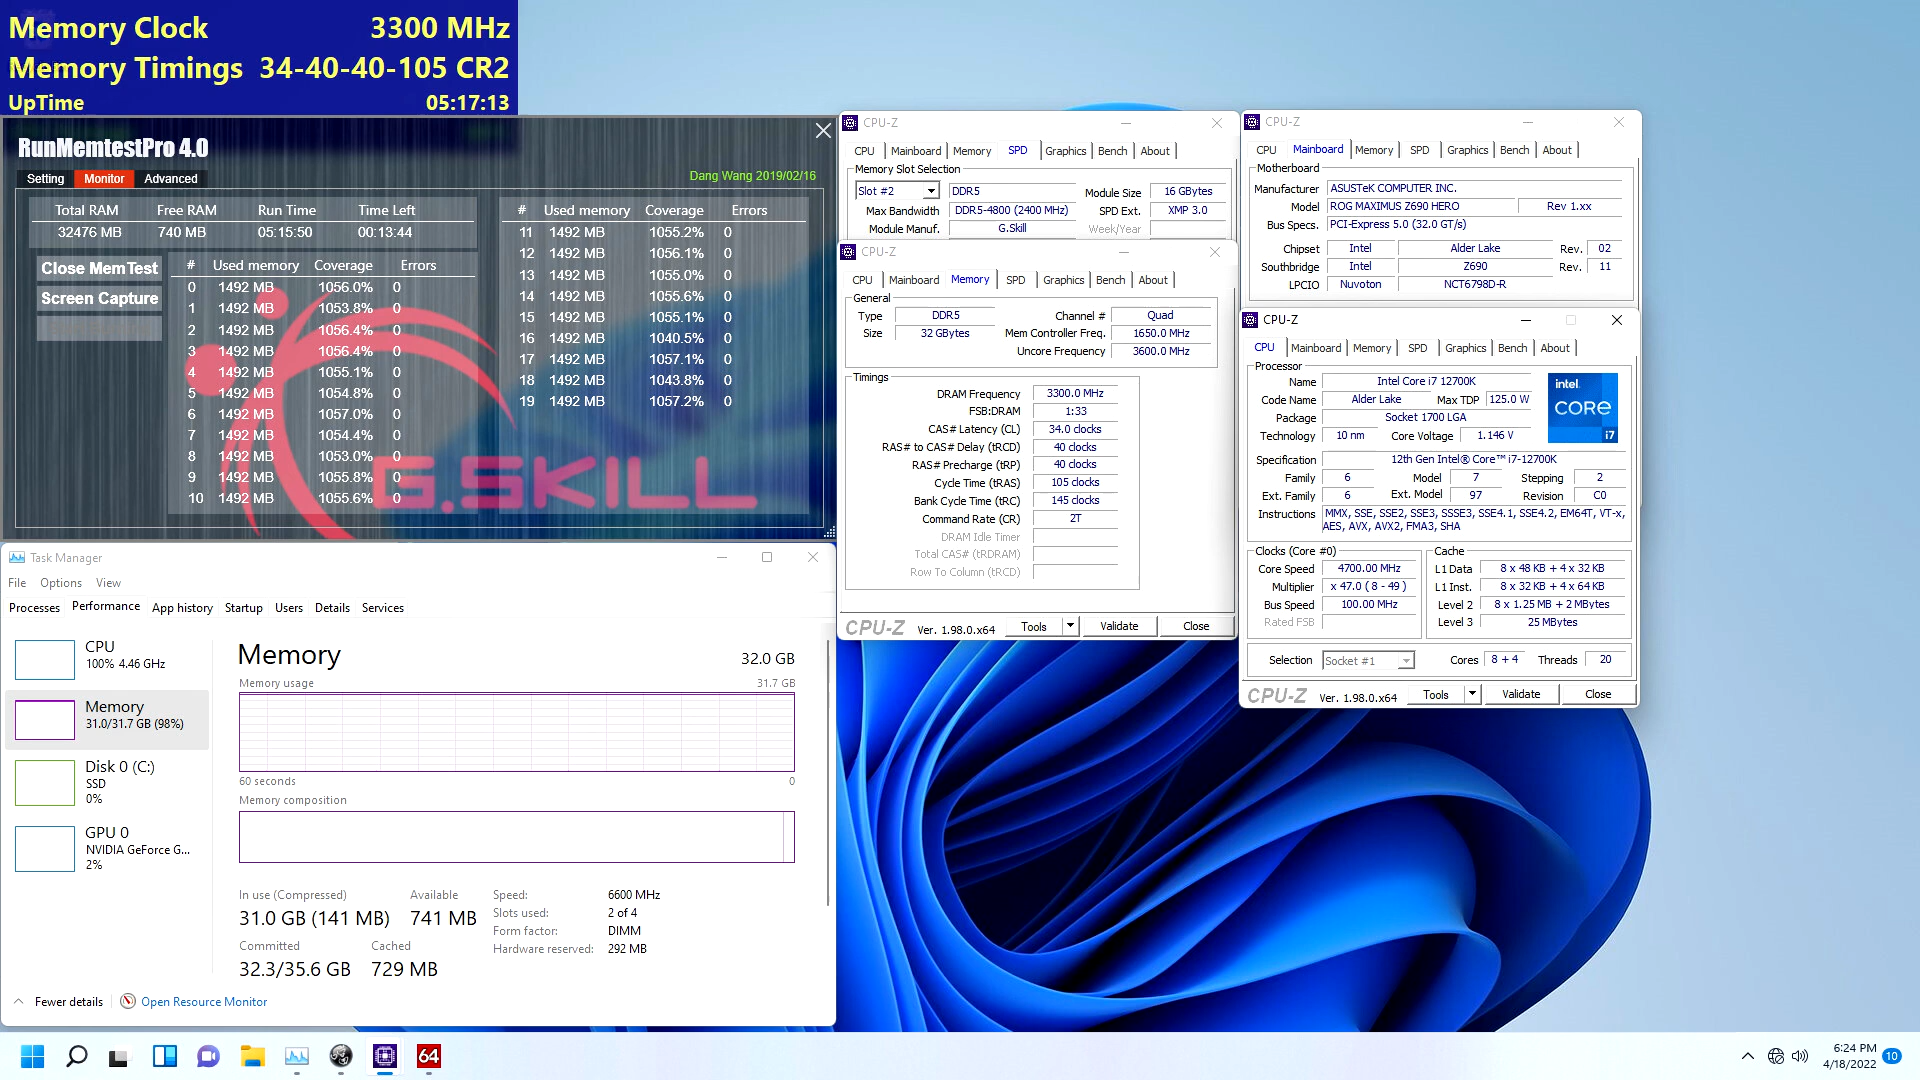 Memory Clock 3300 MHz
Memory Timings 34-40-40-105 CR2
UpTime 05:17:13
RunMemtestPro 4.0
Setting Monitor Advanced
Dang Wang 2019/02/16
Total RAM Free RAM Run Time Time Left
32476 MB 740 MB 05:15:50 00:13:44
Close MemTest
Screen Capture
# Used memory Coverage Errors
0 1492 MB 1056.0% 0
1 1492 MB 1053.8% 0
2 1492 MB 1056.4% 0
3 1492 MB 1056.4% 0
4 1492 MB 1055.1% 0
5 1492 MB 1054.8% 0
6 1492 MB 1057.0% 0
7 1492 MB 1054.4% 0
8 1492 MB 1053.0% 0
9 1492 MB 1055.8% 0
10 1492 MB 1055.6% 0
# Used memory Coverage Errors
11 1492 MB 1055.2% 0
12 1492 MB 1056.1% 0
13 1492 MB 1055.0% 0
14 1492 MB 1055.6% 0
15 1492 MB 1055.1% 0
16 1492 MB 1040.5% 0
17 1492 MB 1057.1% 0
18 1492 MB 1043.8% 0
19 1492 MB 1057.2% 0
G.SKILL
Task Manager
File Options View
Processes Performance App history Startup Users Details Services
CPU
100% 4.46 GHz
Memory
31.0/31.7 GB (98%)
Disk 0 (C:)
SSD
0%
GPU 0
NVIDIA GeForce G...
2%
Memory 32.0 GB
Memory usage 31.7 GB
60 seconds 0
Memory composition
In use (Compressed) Available
31.0 GB (141 MB) 741 MB
Committed Cached
32.3/35.6 GB 729 MB
Speed: 6600 MHz
Slots used: 2 of 4
Form factor: DIMM
Hardware reserved: 292 MB
Fewer details Open Resource Monitor
CPU-Z
CPU Mainboard Memory SPD Graphics Bench About
Memory Slot Selection
Slot #2 DDR5 Module Size 16 GBytes
Max Bandwidth DDR5-4800 (2400 MHz) SPD Ext. XMP 3.0
Module Manuf. G.Skill Week/Year
CPU-Z
CPU Mainboard Memory SPD Graphics Bench About
General
Type DDR5 Channel # Quad
Size 32 GBytes Mem Controller Freq. 1650.0 MHz
Uncore Frequency 3600.0 MHz
Timings
DRAM Frequency 3300.0 MHz
FSB:DRAM 1:33
CAS# Latency (CL) 34.0 clocks
RAS# to CAS# Delay (tRCD) 40 clocks
RAS# Precharge (tRP) 40 clocks
Cycle Time (tRAS) 105 clocks
Bank Cycle Time (tRC) 145 clocks
Command Rate (CR) 2T
DRAM Idle Timer
Total CAS# (tRDRAM)
Row To Column (tRCD)
CPU-Z Ver. 1.98.0.x64 Tools Validate Close
CPU-Z
CPU Mainboard Memory SPD Graphics Bench About
Motherboard
Manufacturer ASUSTeK COMPUTER INC.
Model ROG MAXIMUS Z690 HERO Rev 1.xx
Bus Specs. PCI-Express 5.0 (32.0 GT/s)
Chipset Intel Alder Lake Rev. 02
Southbridge Intel Z690 Rev. 11
LPCIO Nuvoton NCT6798D-R
CPU-Z
CPU Mainboard Memory SPD Graphics Bench About
Processor
Name Intel Core i7 12700K
Code Name Alder Lake Max TDP 125.0 W
Package Socket 1700 LGA
Technology 10 nm Core Voltage 1.146 V
intel
CORE
i7
Specification 12th Gen Intel® Core™ i7-12700K
Family 6 Model 7 Stepping 2
Ext. Family 6 Ext. Model 97 Revision C0
Instructions MMX, SSE, SSE2, SSE3, SSSE3, SSE4.1, SSE4.2, EM64T, VT-x,
AES, AVX, AVX2, FMA3, SHA
Clocks (Core #0)
Core Speed 4700.00 MHz
Multiplier x 47.0 ( 8 - 49 )
Bus Speed 100.00 MHz
Rated FSB
Cache
L1 Data 8 x 48 KB + 4 x 32 KB
L1 Inst. 8 x 32 KB + 4 x 64 KB
Level 2 8 x 1.25 MB + 2 MBytes
Level 3 25 MBytes
Selection Socket #1 Cores 8 + 4 Threads 20
CPU-Z Ver. 1.98.0.x64 Tools Validate Close
64
6:24 PM
4/18/2022
10